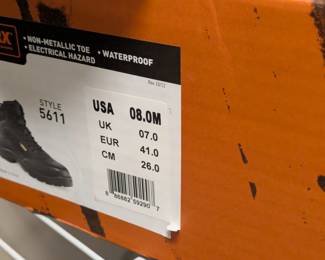 RX
• NON-METALLIC TOE
• ELECTRICAL HAZARD • WATERPROOF
STYLE
5611
USA 08.0M
UK 07.0
EUR 41.0
CM 26.0